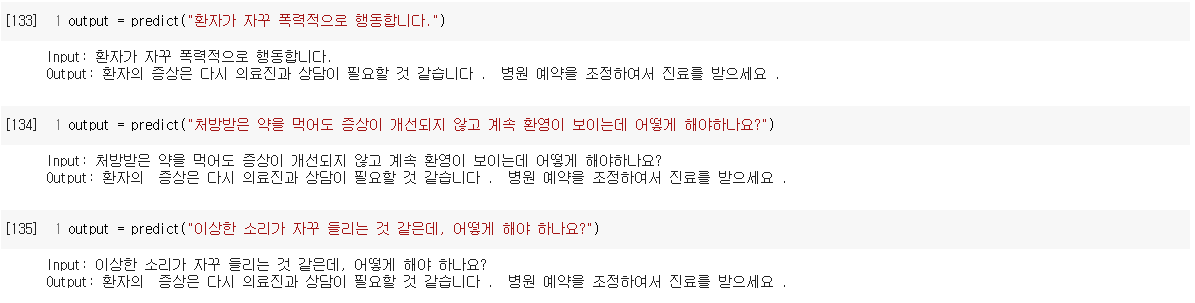 [133] 1 output = predict("환자가 자꾸 폭력적으로 행동합니다.")
Input: 환자가 자꾸 폭력적으로 행동합니다.
Output: 환자의 증상은 다시 의료진과 상담이 필요할 것 같습니다 .  병원 예약을 조정하여서 진료를 받으세요 .
[134] 1 output = predict("처방받은 약을 먹어도 증상이 개선되지 않고 계속 환영이 보이는데 어떻게 해야하나요?")
Input: 처방받은 약을 먹어도 증상이 개선되지 않고 계속 환영이 보이는데 어떻게 해야하나요?
Output: 환자의  증상은 다시 의료진과 상담이 필요할 것 같습니다 .  병원 예약을 조정하여서 진료를 받으세요 .
[135] 1 output = predict("이상한 소리가 자꾸 들리는 것 같은데, 어떻게 해야 하나요?")
Input: 이상한 소리가 자꾸 들리는 것 같은데, 어떻게 해야 하나요?
Output: 환자의  증상은 다시 의료진과 상담이 필요할 것 같습니다 .  병원 예약을 조정하여서 진료를 받으세요 .